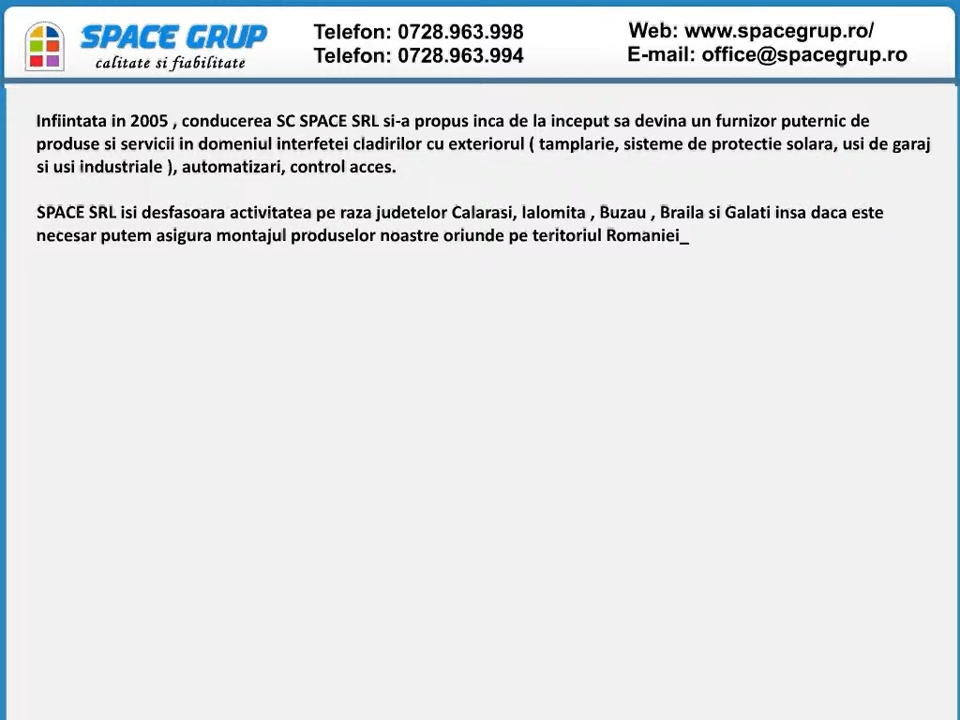 SPACE GRUP
calitate si fiabilitate
Telefon: 0728.963.998
Telefon: 0728.963.994
Web: www.spacegrup.ro/
E-mail: office@spacegrup.ro
Infiintata in 2005 , conducerea SC SPACE SRL si-a propus inca de la inceput sa devina un furnizor puternic de
produse si servicii in domeniul interfetei cladirilor cu exteriorul ( tamplarie, sisteme de protectie solara, usi de garaj
si usi industriale ), automatizari, control acces.
SPACE SRL isi desfasoara activitatea pe raza judetelor Calarasi, Ialomita , Buzau , Braila si Galati insa daca este
necesar putem asigura montajul produselor noastre oriunde pe teritoriul Romaniei_